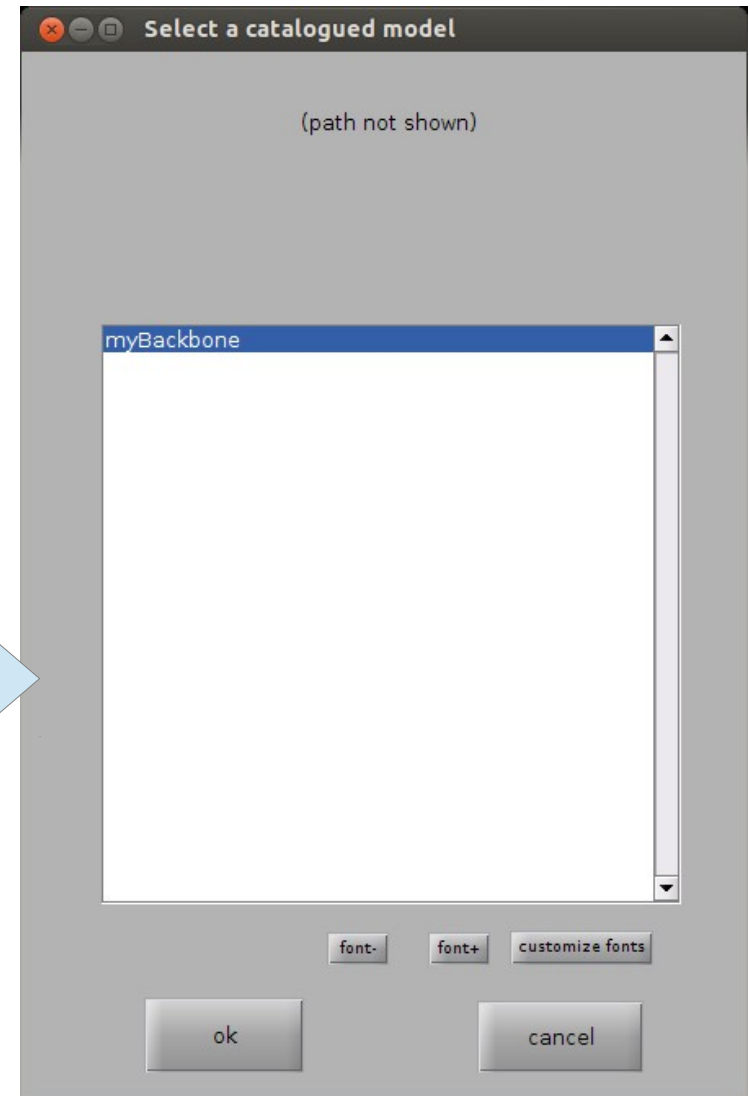 Select a catalogued model
(path not shown)
myBackbone
font- font+ customize fonts
ok cancel